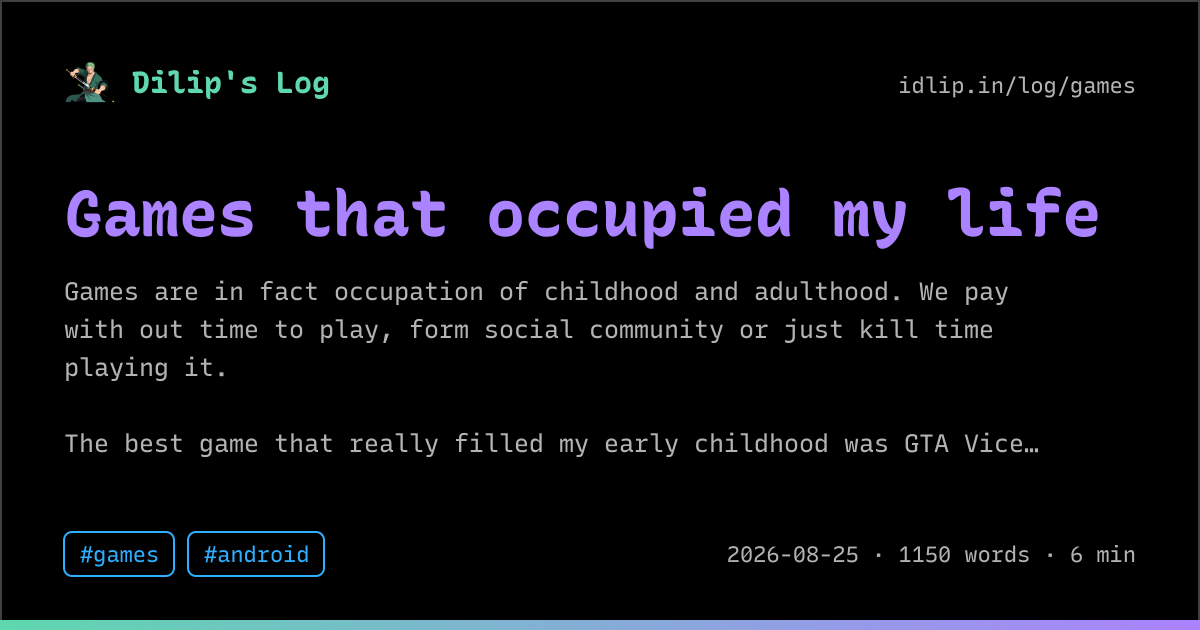 Dilip's Log
idlip.in/log/games
Games that occupied my life
Games are in fact occupation of childhood and adulthood. We pay
with out time to play, form social community or just kill time
playing it.
The best game that really filled my early childhood was GTA Vice…
#games #android
2026-08-25 · 1150 words · 6 min